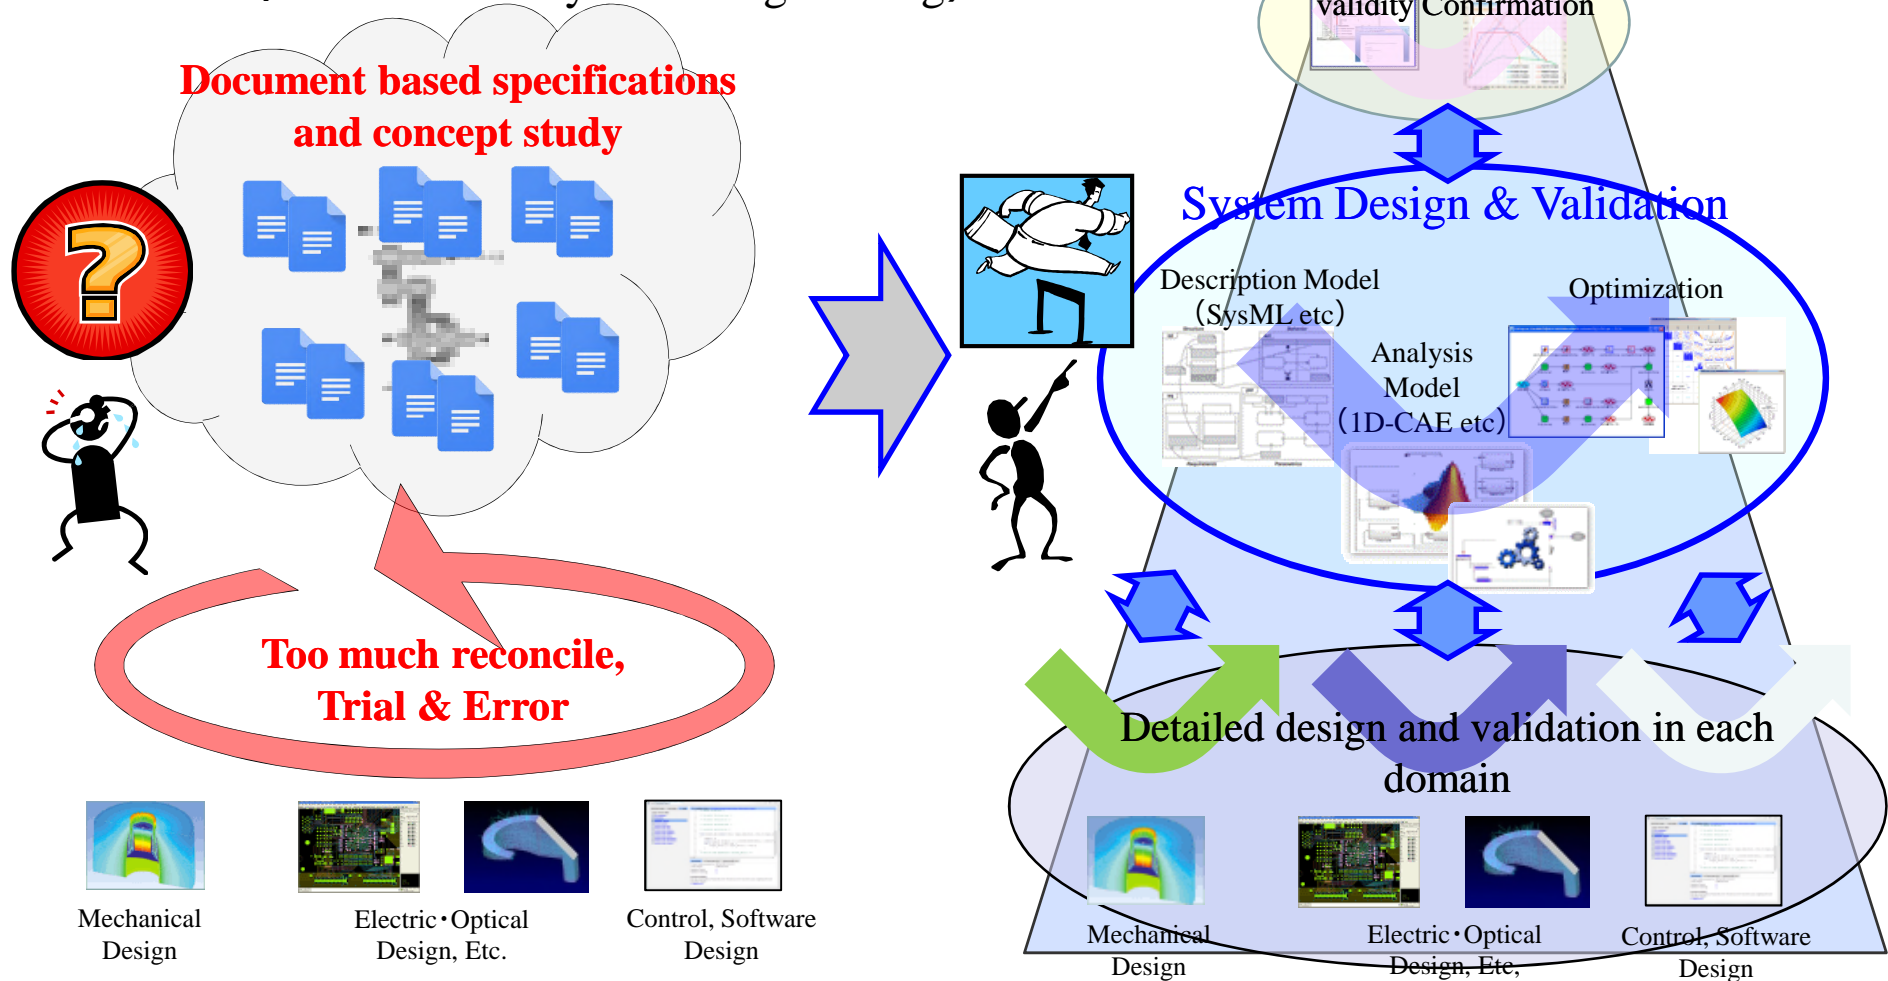 validity Confirmation
Document based specifications
and concept study
System Design & Validation
Description Model
（SysML etc）
Optimization
Analysis
Model
（1D-CAE etc）
Too much reconcile,
Trial & Error
Detailed design and validation in each
domain
Mechanical
Design
Electric・Optical
Design, Etc.
Control, Software
Design
Mechanical
Design
Electric・Optical
Design, Etc,
Control, Software
Design